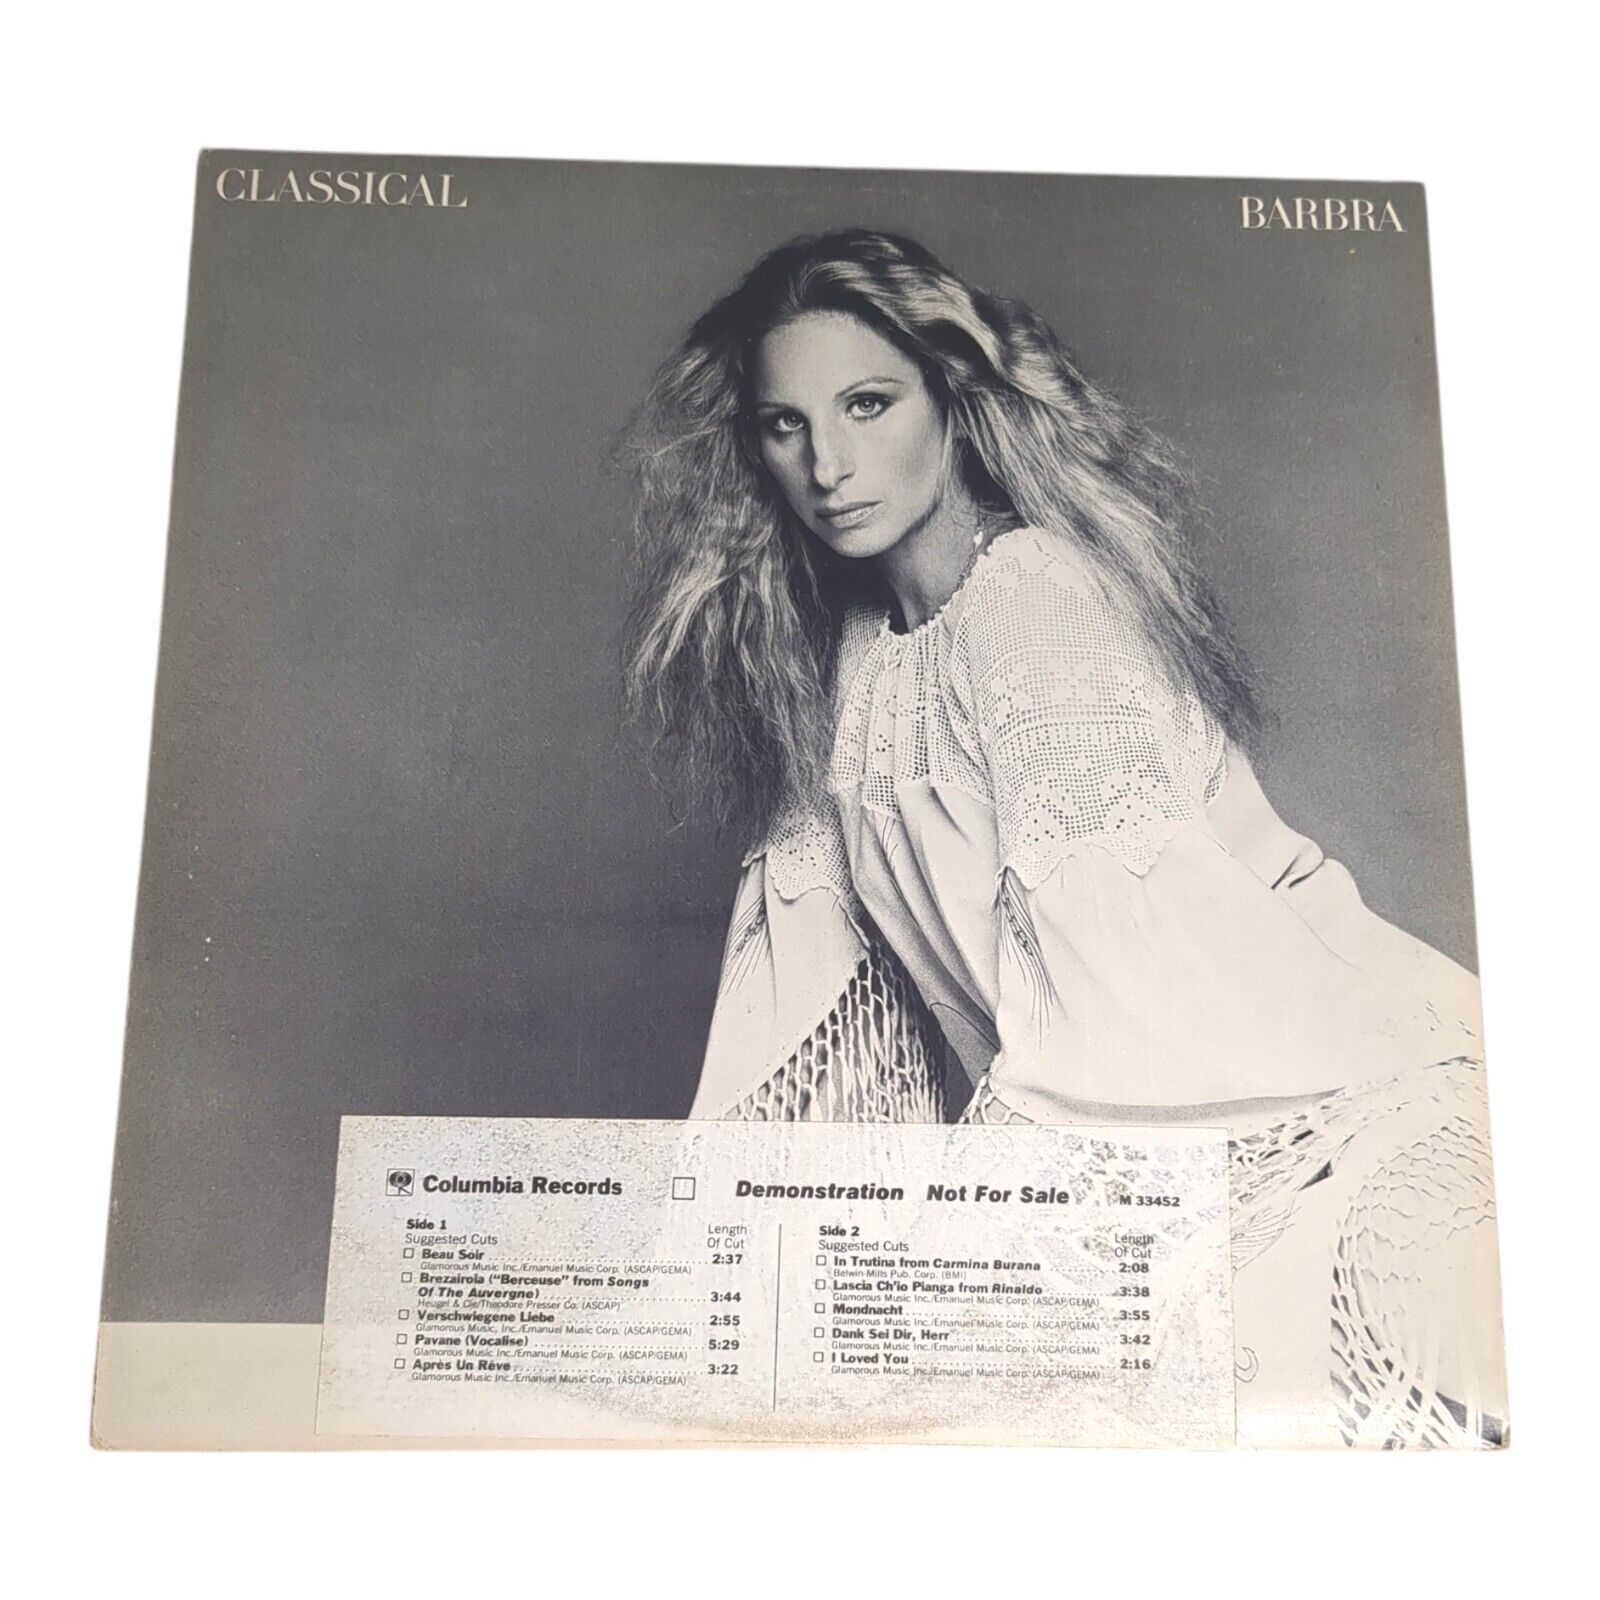 CLASSICAL
BARBRA
Columbia Records Demonstration Not For Sale M 33452
Side 1
Suggested Cuts Length Of Cut
Beau Soir 2:37
Glamorous Music Inc./Emanuel Music Corp. (ASCAP/GEMA)
Brezairola ("Berceuse" from Songs
Of The Auvergne) 3:44
Heugel & Cie/Theodore Presser Co. (ASCAP)
Verschwiegene Liebe 2:55
Glamorous Music, Inc./Emanuel Music Corp. (ASCAP/GEMA)
Pavane (Vocalise) 5:29
Glamorous Music Inc./Emanuel Music Corp. (ASCAP/GEMA)
Après Un Rêve 3:22
Glamorous Music Inc./Emanuel Music Corp. (ASCAP/GEMA)
Side 2
Suggested Cuts Length Of Cut
In Trutina from Carmina Burana 2:08
Belwin-Mills Pub. Corp. (BMI)
Lascia Ch'io Pianga from Rinaldo 3:38
Glamorous Music Inc./Emanuel Music Corp. (ASCAP/GEMA)
Mondnacht 3:55
Glamorous Music Inc./Emanuel Music Corp. (ASCAP/GEMA)
Dank Sei Dir, Herr 3:42
Glamorous Music Inc./Emanuel Music Corp. (ASCAP/GEMA)
I Loved You 2:16
Glamorous Music Inc./Emanuel Music Corp. (ASCAP/GEMA)